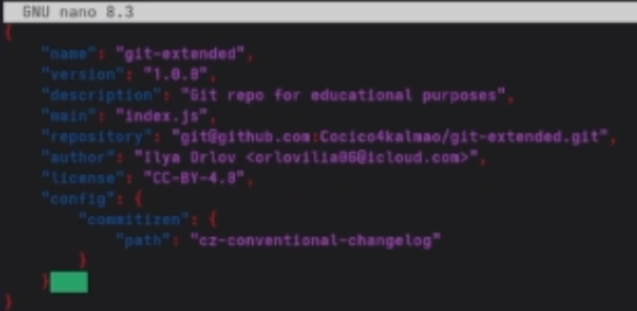 GNU nano 8.3
{
"name": "git-extended",
"version": "1.0.0",
"description": "Git repo for educational purposes",
"main": "index.js",
"repository": "git@github.com:Cocico4kalmao/git-extended.git",
"author": "Ilya Orlov <orlovilia06@icloud.com>",
"license": "CC-BY-4.0",
"config": {
"commitizen": {
"path": "cz-conventional-changelog"
}
}
}